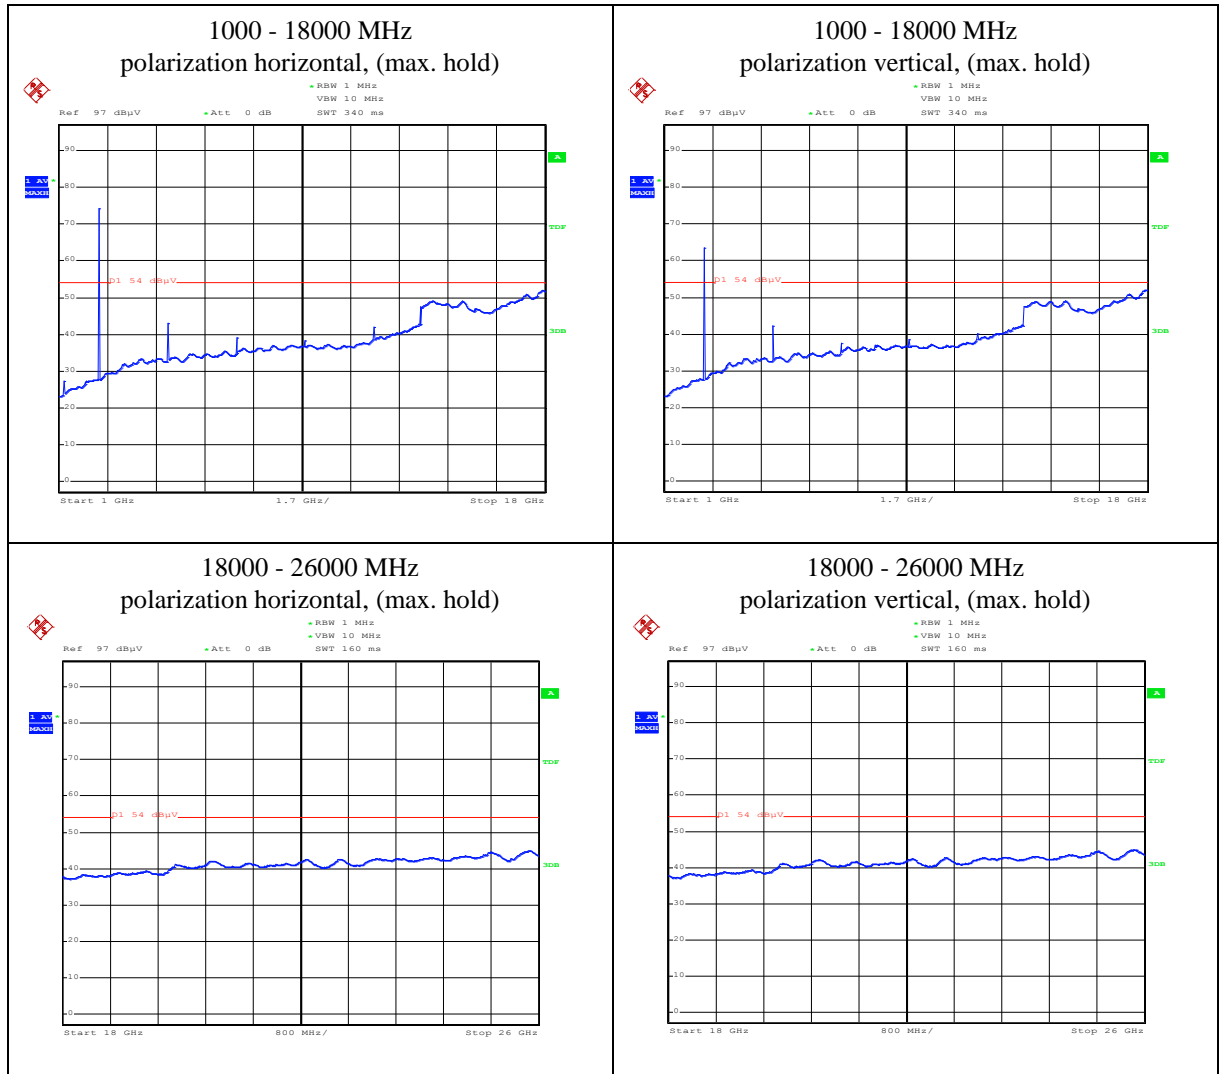 1000 - 18000 MHz
polarization horizontal, (max. hold)
R S
* RBW 1 MHz
VBW 10 MHz
Ref 97 dBµV
* Att 0 dB
SWT 340 ms
90
A
1 AV *
MAXH
80
70
TDF
60
D1 54 dBµV
50
40
3DB
30
20
10
0
Start 1 GHz
1.7 GHz/
Stop 18 GHz
1000 - 18000 MHz
polarization vertical, (max. hold)
R S
* RBW 1 MHz
VBW 10 MHz
Ref 97 dBµV
* Att 0 dB
SWT 340 ms
90
A
1 AV *
MAXH
80
70
TDF
60
D1 54 dBµV
50
40
3DB
30
20
10
0
Start 1 GHz
1.7 GHz/
Stop 18 GHz
18000 - 26000 MHz
polarization horizontal, (max. hold)
R S
* RBW 1 MHz
* VBW 10 MHz
Ref 97 dBµV
* Att 0 dB
SWT 160 ms
90
A
1 AV *
MAXH
80
70
TDF
60
D1 54 dBµV
50
40
3DB
30
20
10
0
Start 18 GHz
800 MHz/
Stop 26 GHz
18000 - 26000 MHz
polarization vertical, (max. hold)
R S
* RBW 1 MHz
* VBW 10 MHz
Ref 97 dBµV
* Att 0 dB
SWT 160 ms
90
A
1 AV *
MAXH
80
70
TDF
60
D1 54 dBµV
50
40
3DB
30
20
10
0
Start 18 GHz
800 MHz/
Stop 26 GHz